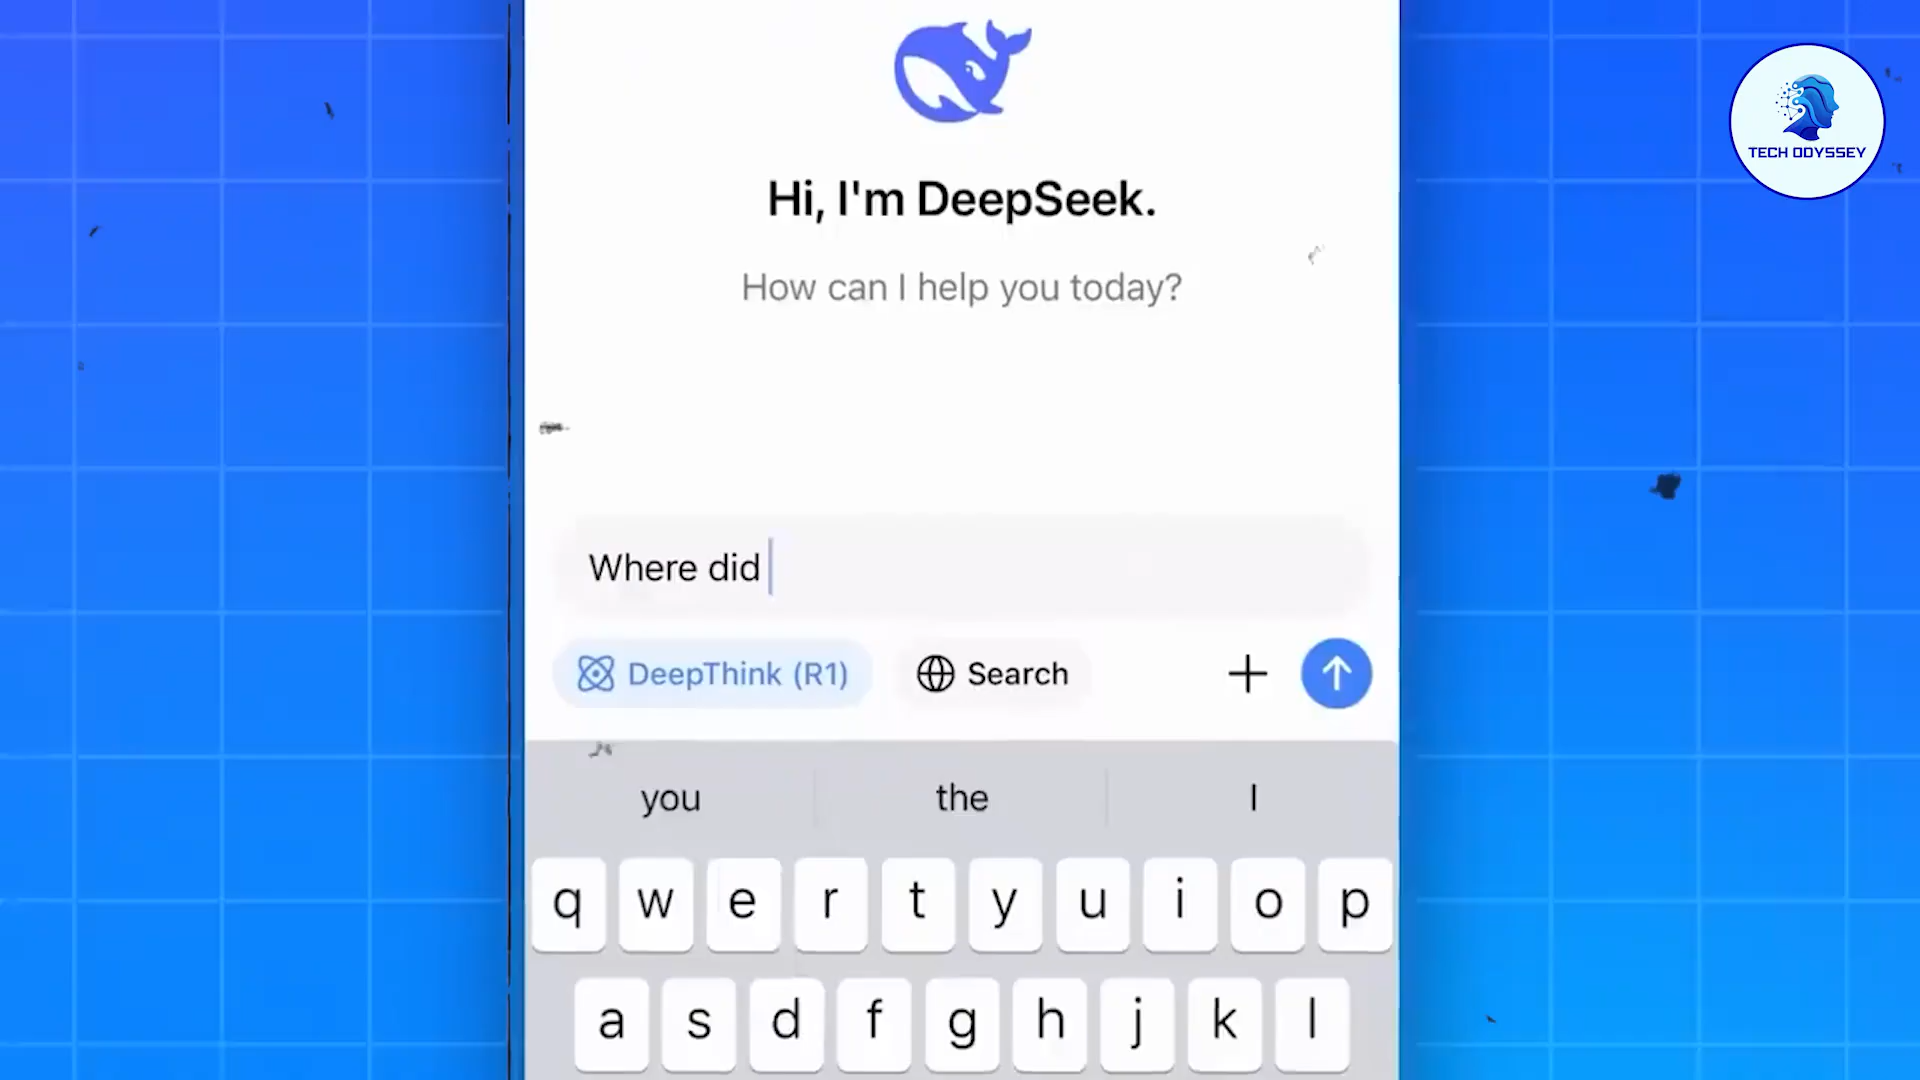 TECH ODYSSEY
Hi, I'm DeepSeek.
How can I help you today?
Where did
DeepThink (R1) Search
you the I
q w e r t y u i o p
a s d f g h j k l